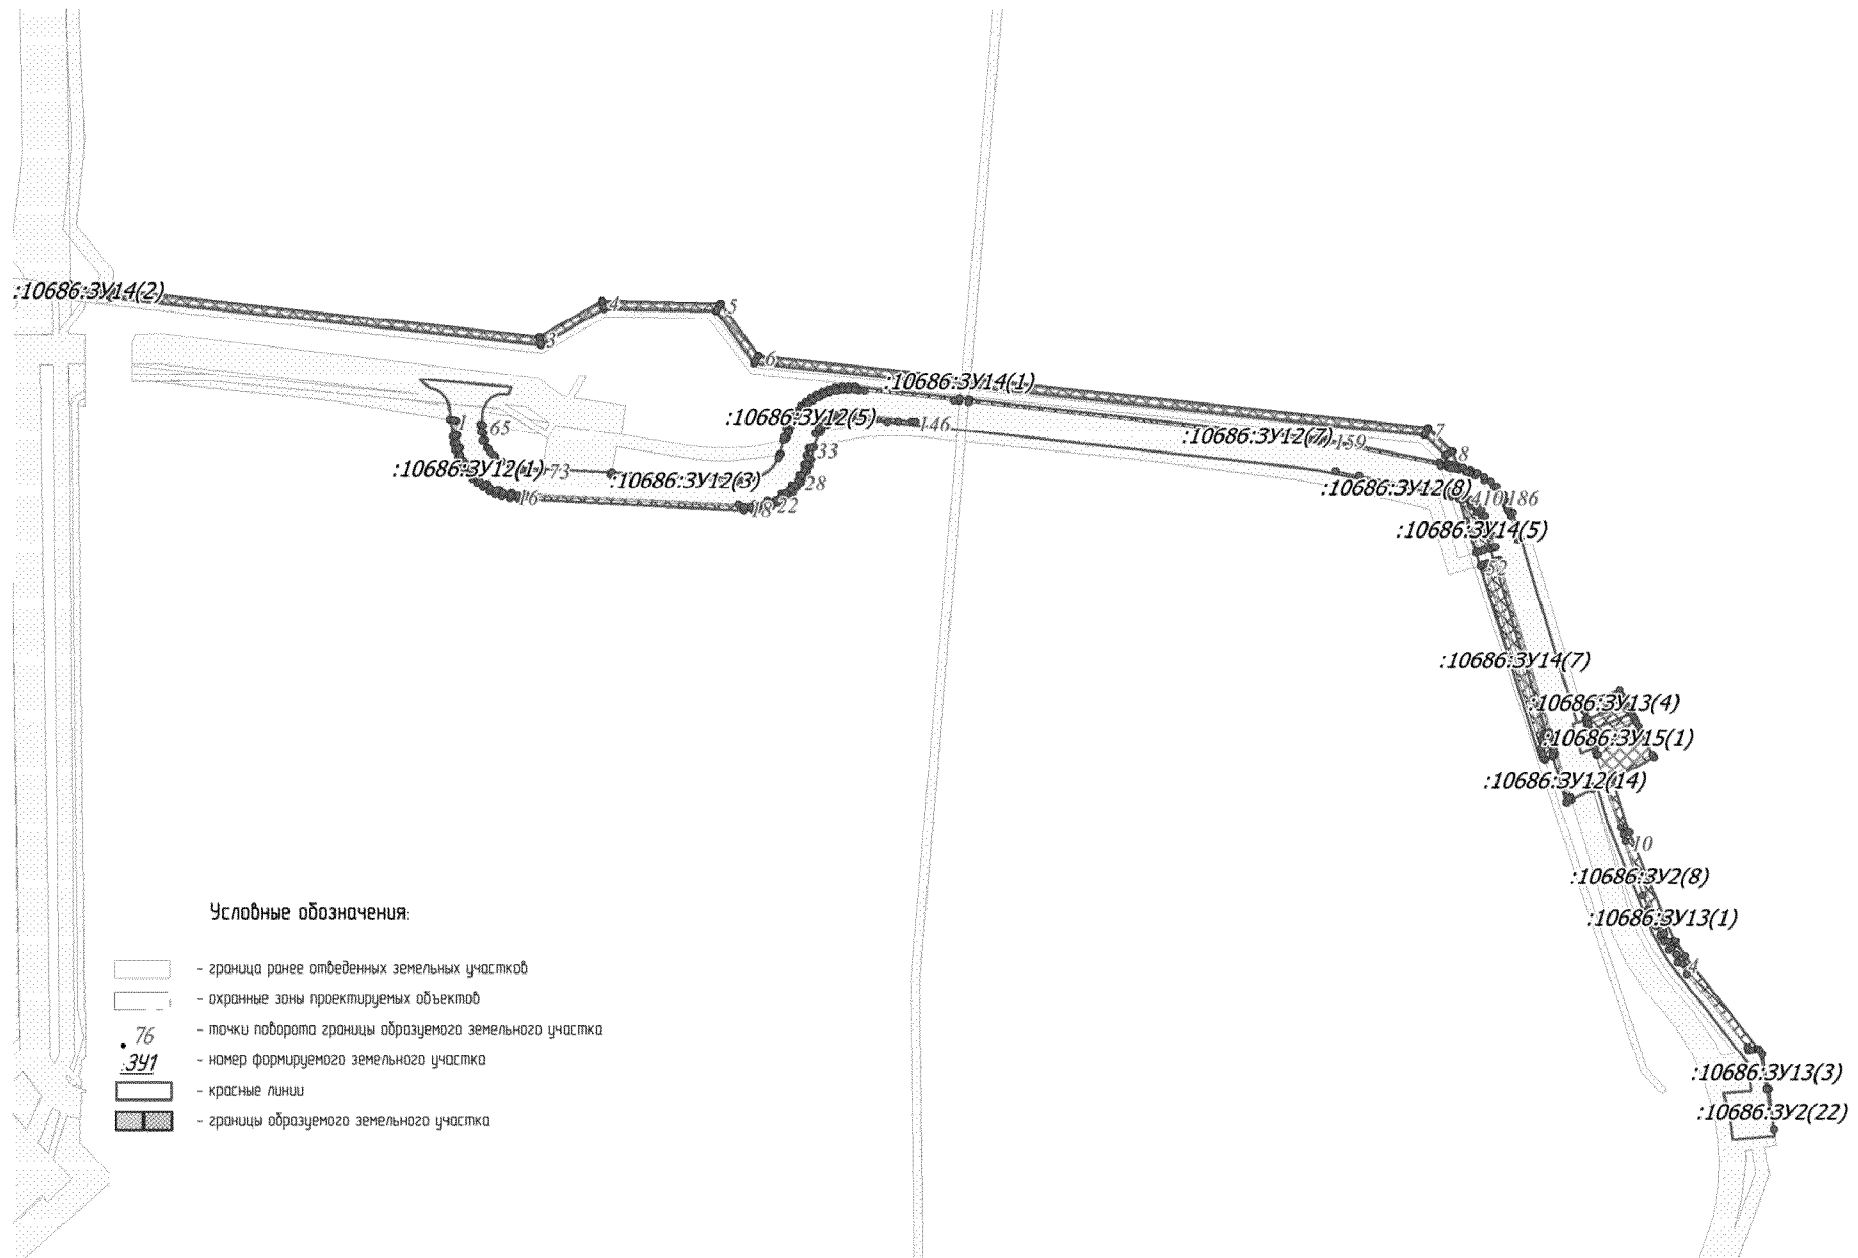 :10686:ЗУ14(2)
3
4
5
6
:10686:ЗУ14(1)
:10686:ЗУ12(5)
146
1
65
33
:10686:ЗУ12(7)
159
7
8
:10686:ЗУ12(1)
73
:10686:ЗУ12(3)
28
16
18
22
:10686:ЗУ12(8)
410
186
:10686:ЗУ14(5)
52
:10686:ЗУ14(7)
:10686:ЗУ13(4)
:10686:ЗУ15(1)
:10686:ЗУ12(14)
10
:10686:ЗУ2(8)
:10686:ЗУ13(1)
4
:10686:ЗУ13(3)
:10686:ЗУ2(22)
Условные обозначения:
- граница ранее отведенных земельных участков
- охранные зоны проектируемых объектов
76 - точки поворота границы образуемого земельного участка
:ЗУ1 - номер формируемого земельного участка
- красные линии
- границы образуемого земельного участка